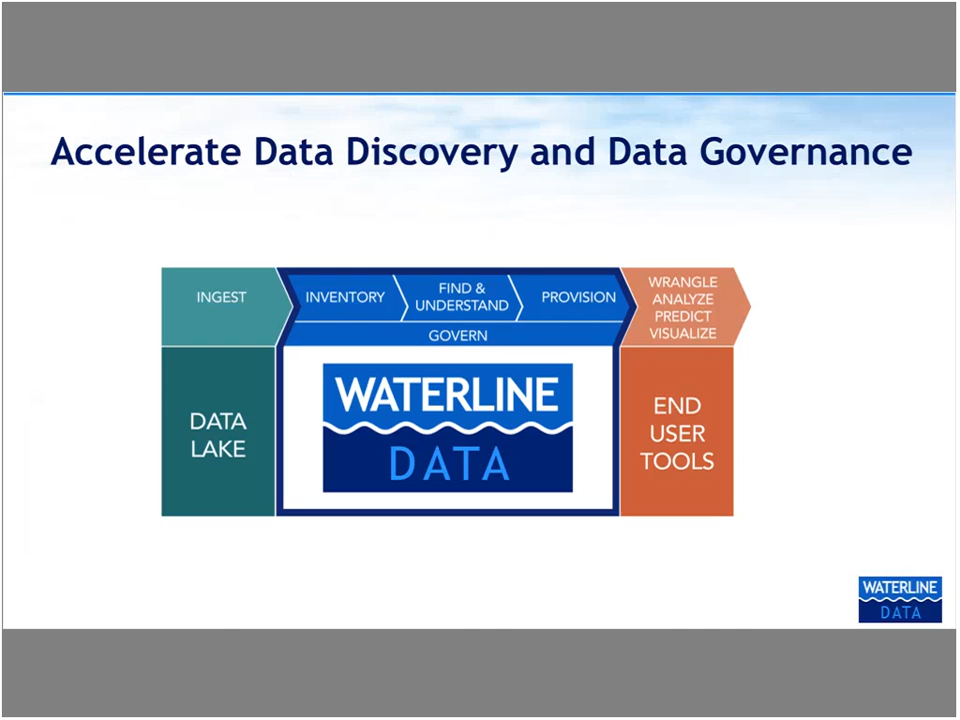 Accelerate Data Discovery and Data Governance
INGEST
INVENTORY
FIND &
UNDERSTAND
PROVISION
WRANGLE
ANALYZE
PREDICT
VISUALIZE
GOVERN
DATA
LAKE
WATERLINE
DATA
END
USER
TOOLS
WATERLINE
DATA